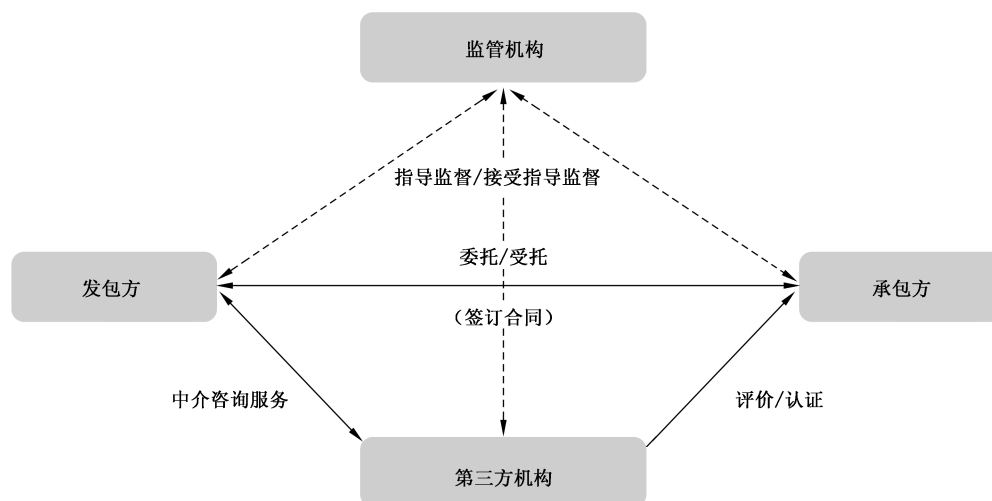 监管机构
指导监督/接受指导监督
委托/受托
发包方
承包方
（签订合同）
中介咨询服务
评价/认证
第三方机构